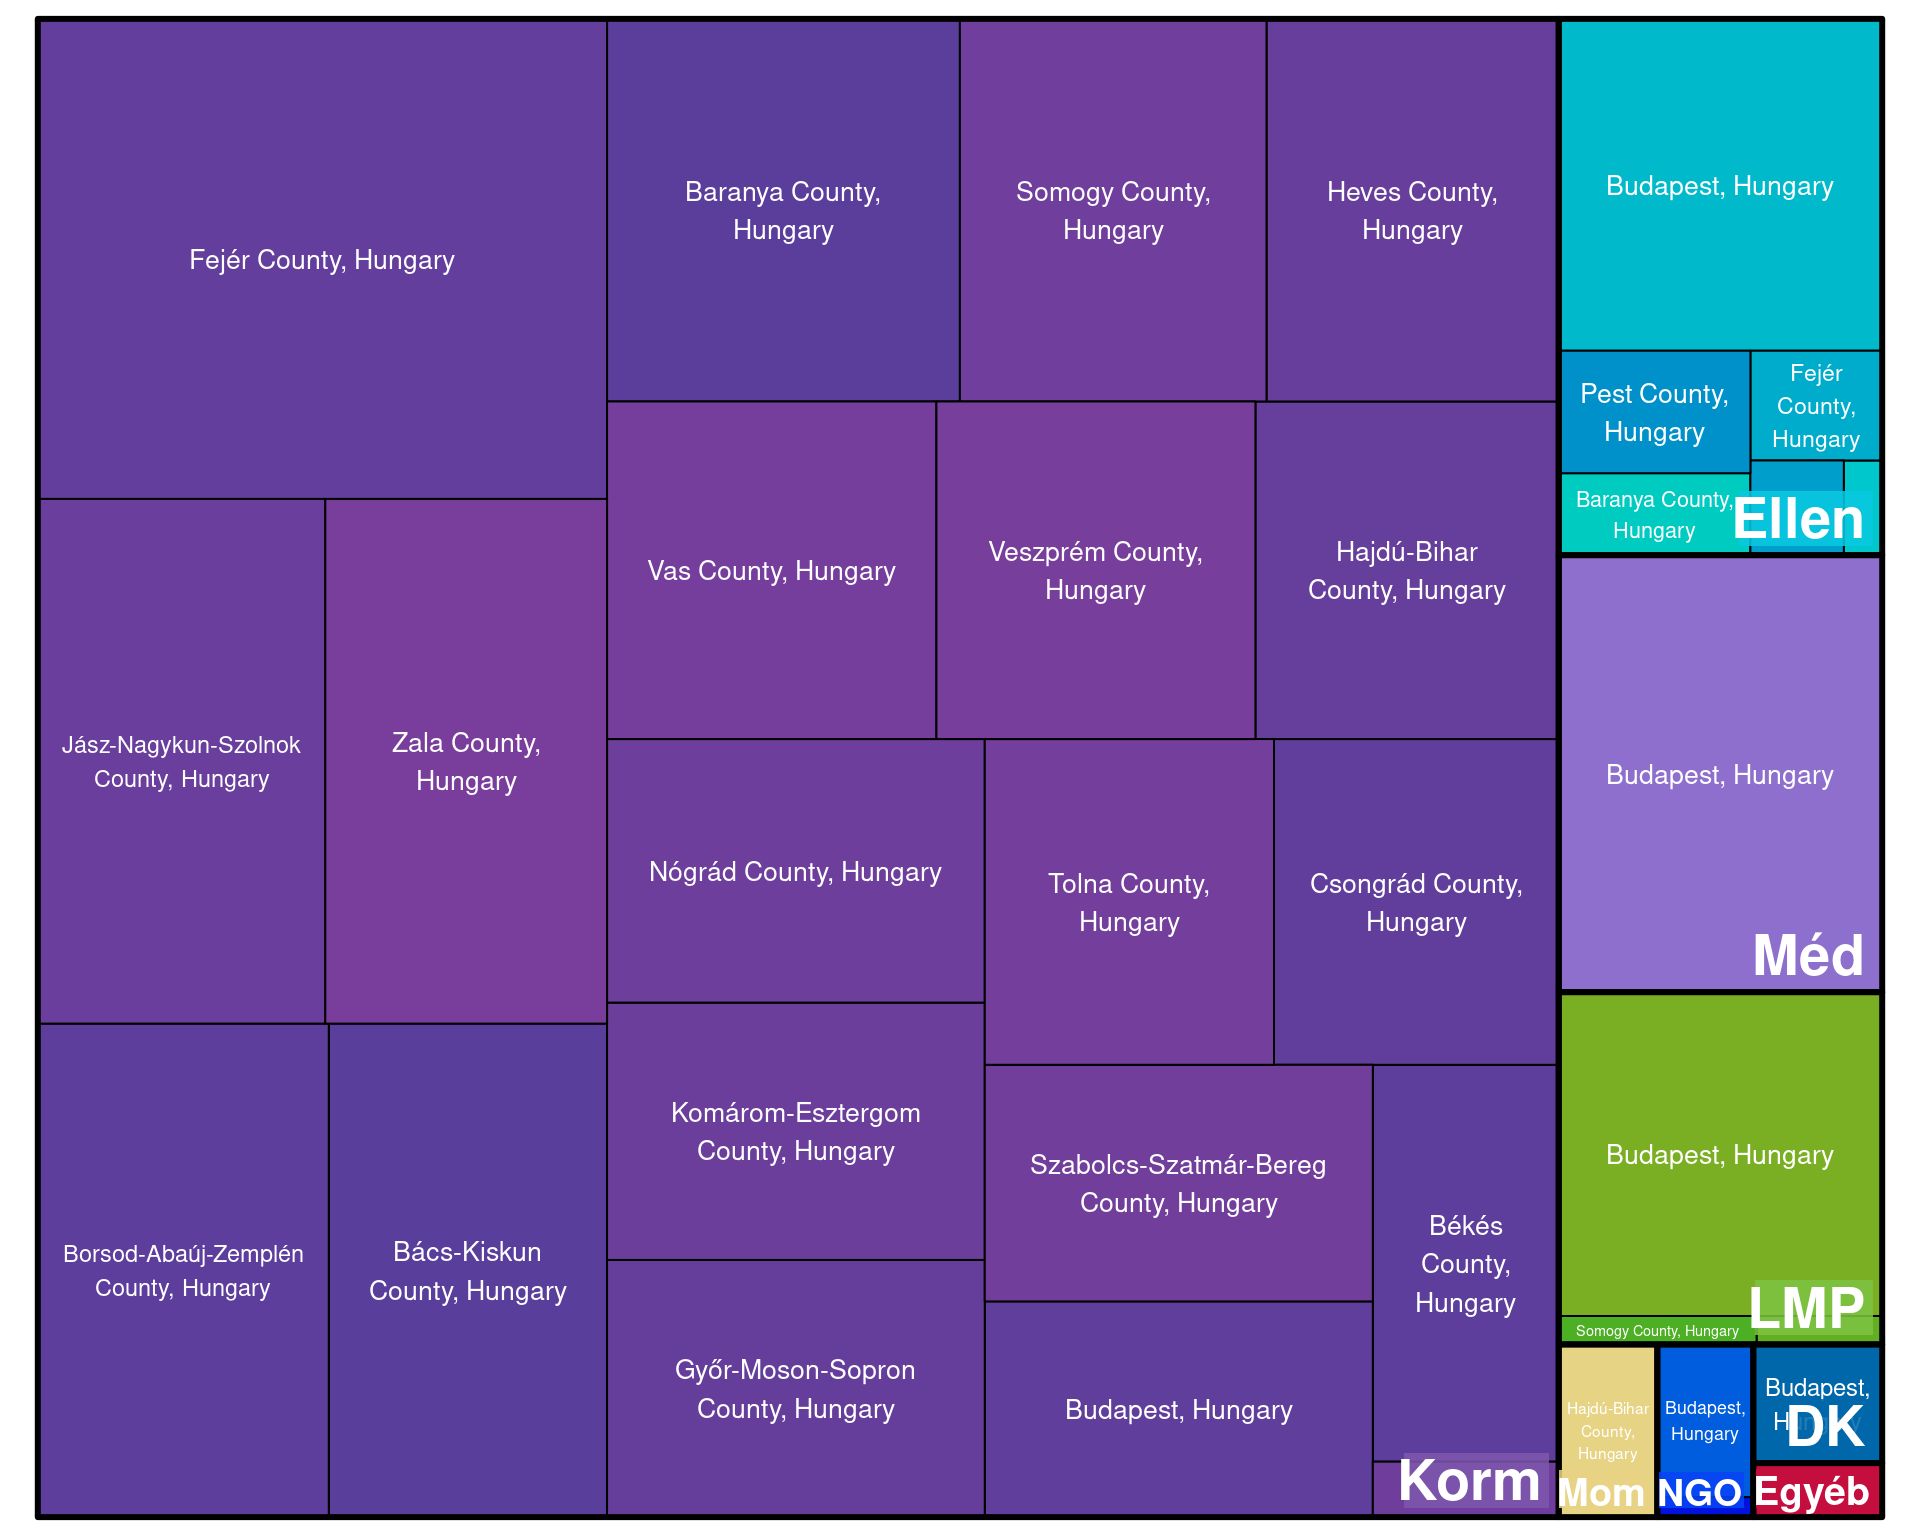 Fejér County, Hungary
Baranya County,
Hungary
Somogy County,
Hungary
Heves County,
Hungary
Jász-Nagykun-Szolnok
County, Hungary
Zala County,
Hungary
Vas County, Hungary
Veszprém County,
Hungary
Hajdú-Bihar
County, Hungary
Nógrád County, Hungary
Tolna County,
Hungary
Csongrád County,
Hungary
Borsod-Abaúj-Zemplén
County, Hungary
Bács-Kiskun
County, Hungary
Komárom-Esztergom
County, Hungary
Győr-Moson-Sopron
County, Hungary
Szabolcs-Szatmár-Bereg
County, Hungary
Budapest, Hungary
Békés
County,
Hungary
Korm
Budapest, Hungary
Pest County,
Hungary
Fejér
County,
Hungary
Baranya County,
Hungary
Ellen
Budapest, Hungary
Méd
Budapest, Hungary
Somogy County, Hungary
LMP
Hajdú-Bihar
County,
Hungary
Mom
Budapest,
Hungary
NGO
Budapest,
Hungary
DK
Egyéb